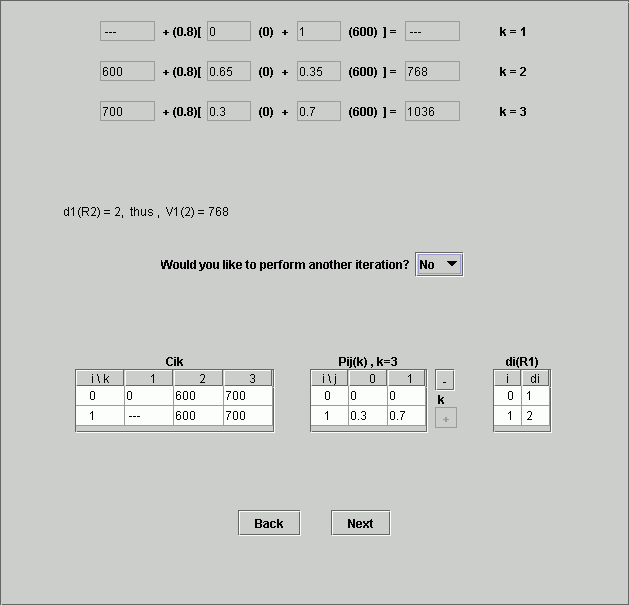 --- + (0.8)[ 0 (0) + 1 (600) ] = --- k = 1
600 + (0.8)[ 0.65 (0) + 0.35 (600) ] = 768 k = 2
700 + (0.8)[ 0.3 (0) + 0.7 (600) ] = 1036 k = 3
d1(R2) = 2, thus , V1(2) = 768
Would you like to perform another iteration? No
Cik Pij(k) , k=3 di(R1)
i \ k 1 2 3 i \ j 0 1 - i di
0 0 600 700 0 0 0 k 0 1
1 --- 600 700 1 0.3 0.7 + 1 2
Back Next